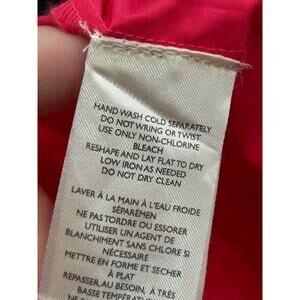 HAND WASH COLD SEPARATELY
DO NOT WRING OR TWIST
USE ONLY NON-CHLORINE
BLEACH
RESHAPE AND LAY FLAT TO DRY
LOW IRON AS NEEDED
DO NOT DRY CLEAN
LAVER À LA MAIN À L'EAU FROIDE
SÉPARÉMEN
NE PAS TORDRE OU ESSORER
UTILISER UN AGENT DE
BLANCHIMENT SANS CHLORE SI
NÉCESSAIRE
METTRE EN FORME ET SECHER
À PLAT
REPASSER, AU BESOIN, À TRÈS
BASSE TEMPÉRATURE